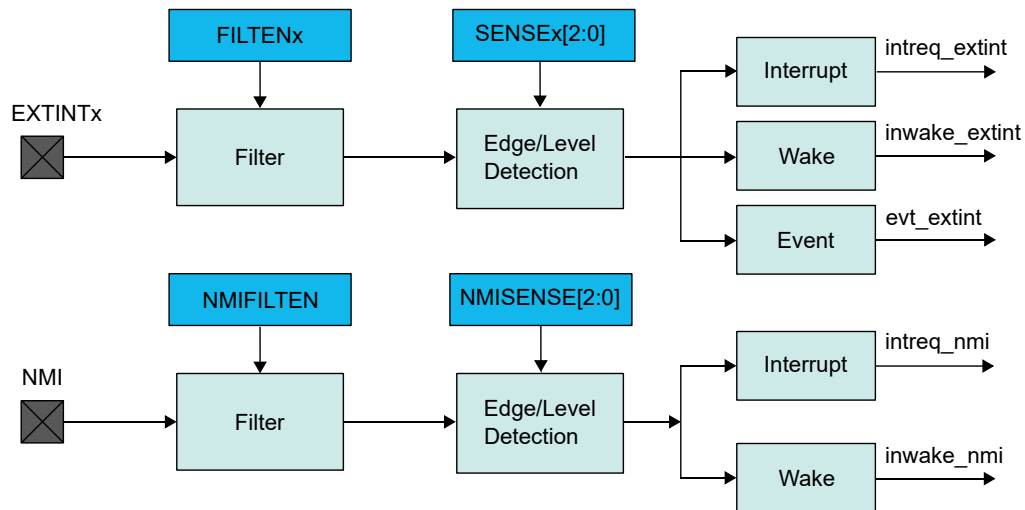 FILTENx
SENSEx[2:0]
EXTINTx
Filter
Edge/Level
Detection
Interrupt
intreq_extint
Wake
inwake_extint
Event
evt_extint
NMIFILTEN
NMISENSE[2:0]
NMI
Filter
Edge/Level
Detection
Interrupt
intreq_nmi
Wake
inwake_nmi